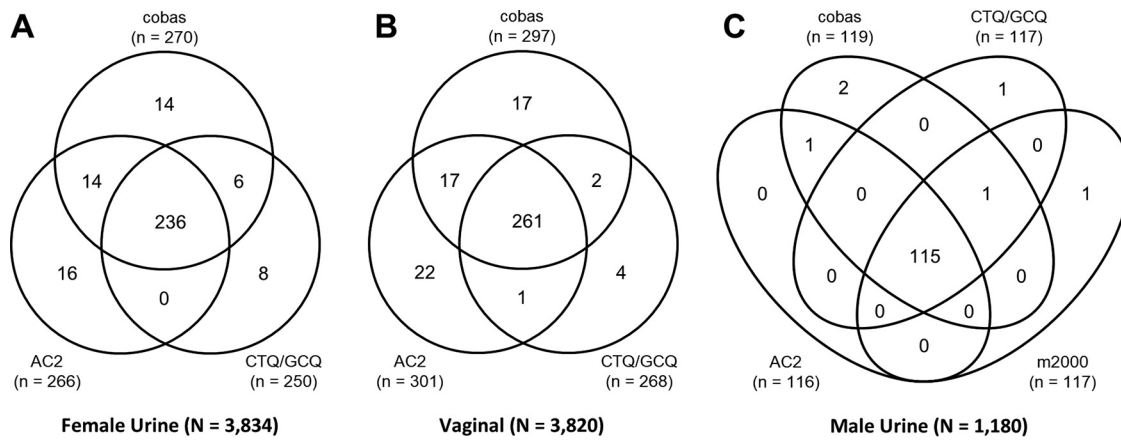 A
cobas
(n = 270)
14
14
6
236
16
8
0
AC2
(n = 266)
CTQ/GCQ
(n = 250)
Female Urine (N = 3,834)
B
cobas
(n = 297)
17
17
2
261
22
4
1
AC2
(n = 301)
CTQ/GCQ
(n = 268)
Vaginal (N = 3,820)
C
cobas
(n = 119)
CTQ/GCQ
(n = 117)
2
1
0
1
0
0
0
1
1
115
0
0
0
0
0
AC2
(n = 116)
m2000
(n = 117)
Male Urine (N = 1,180)